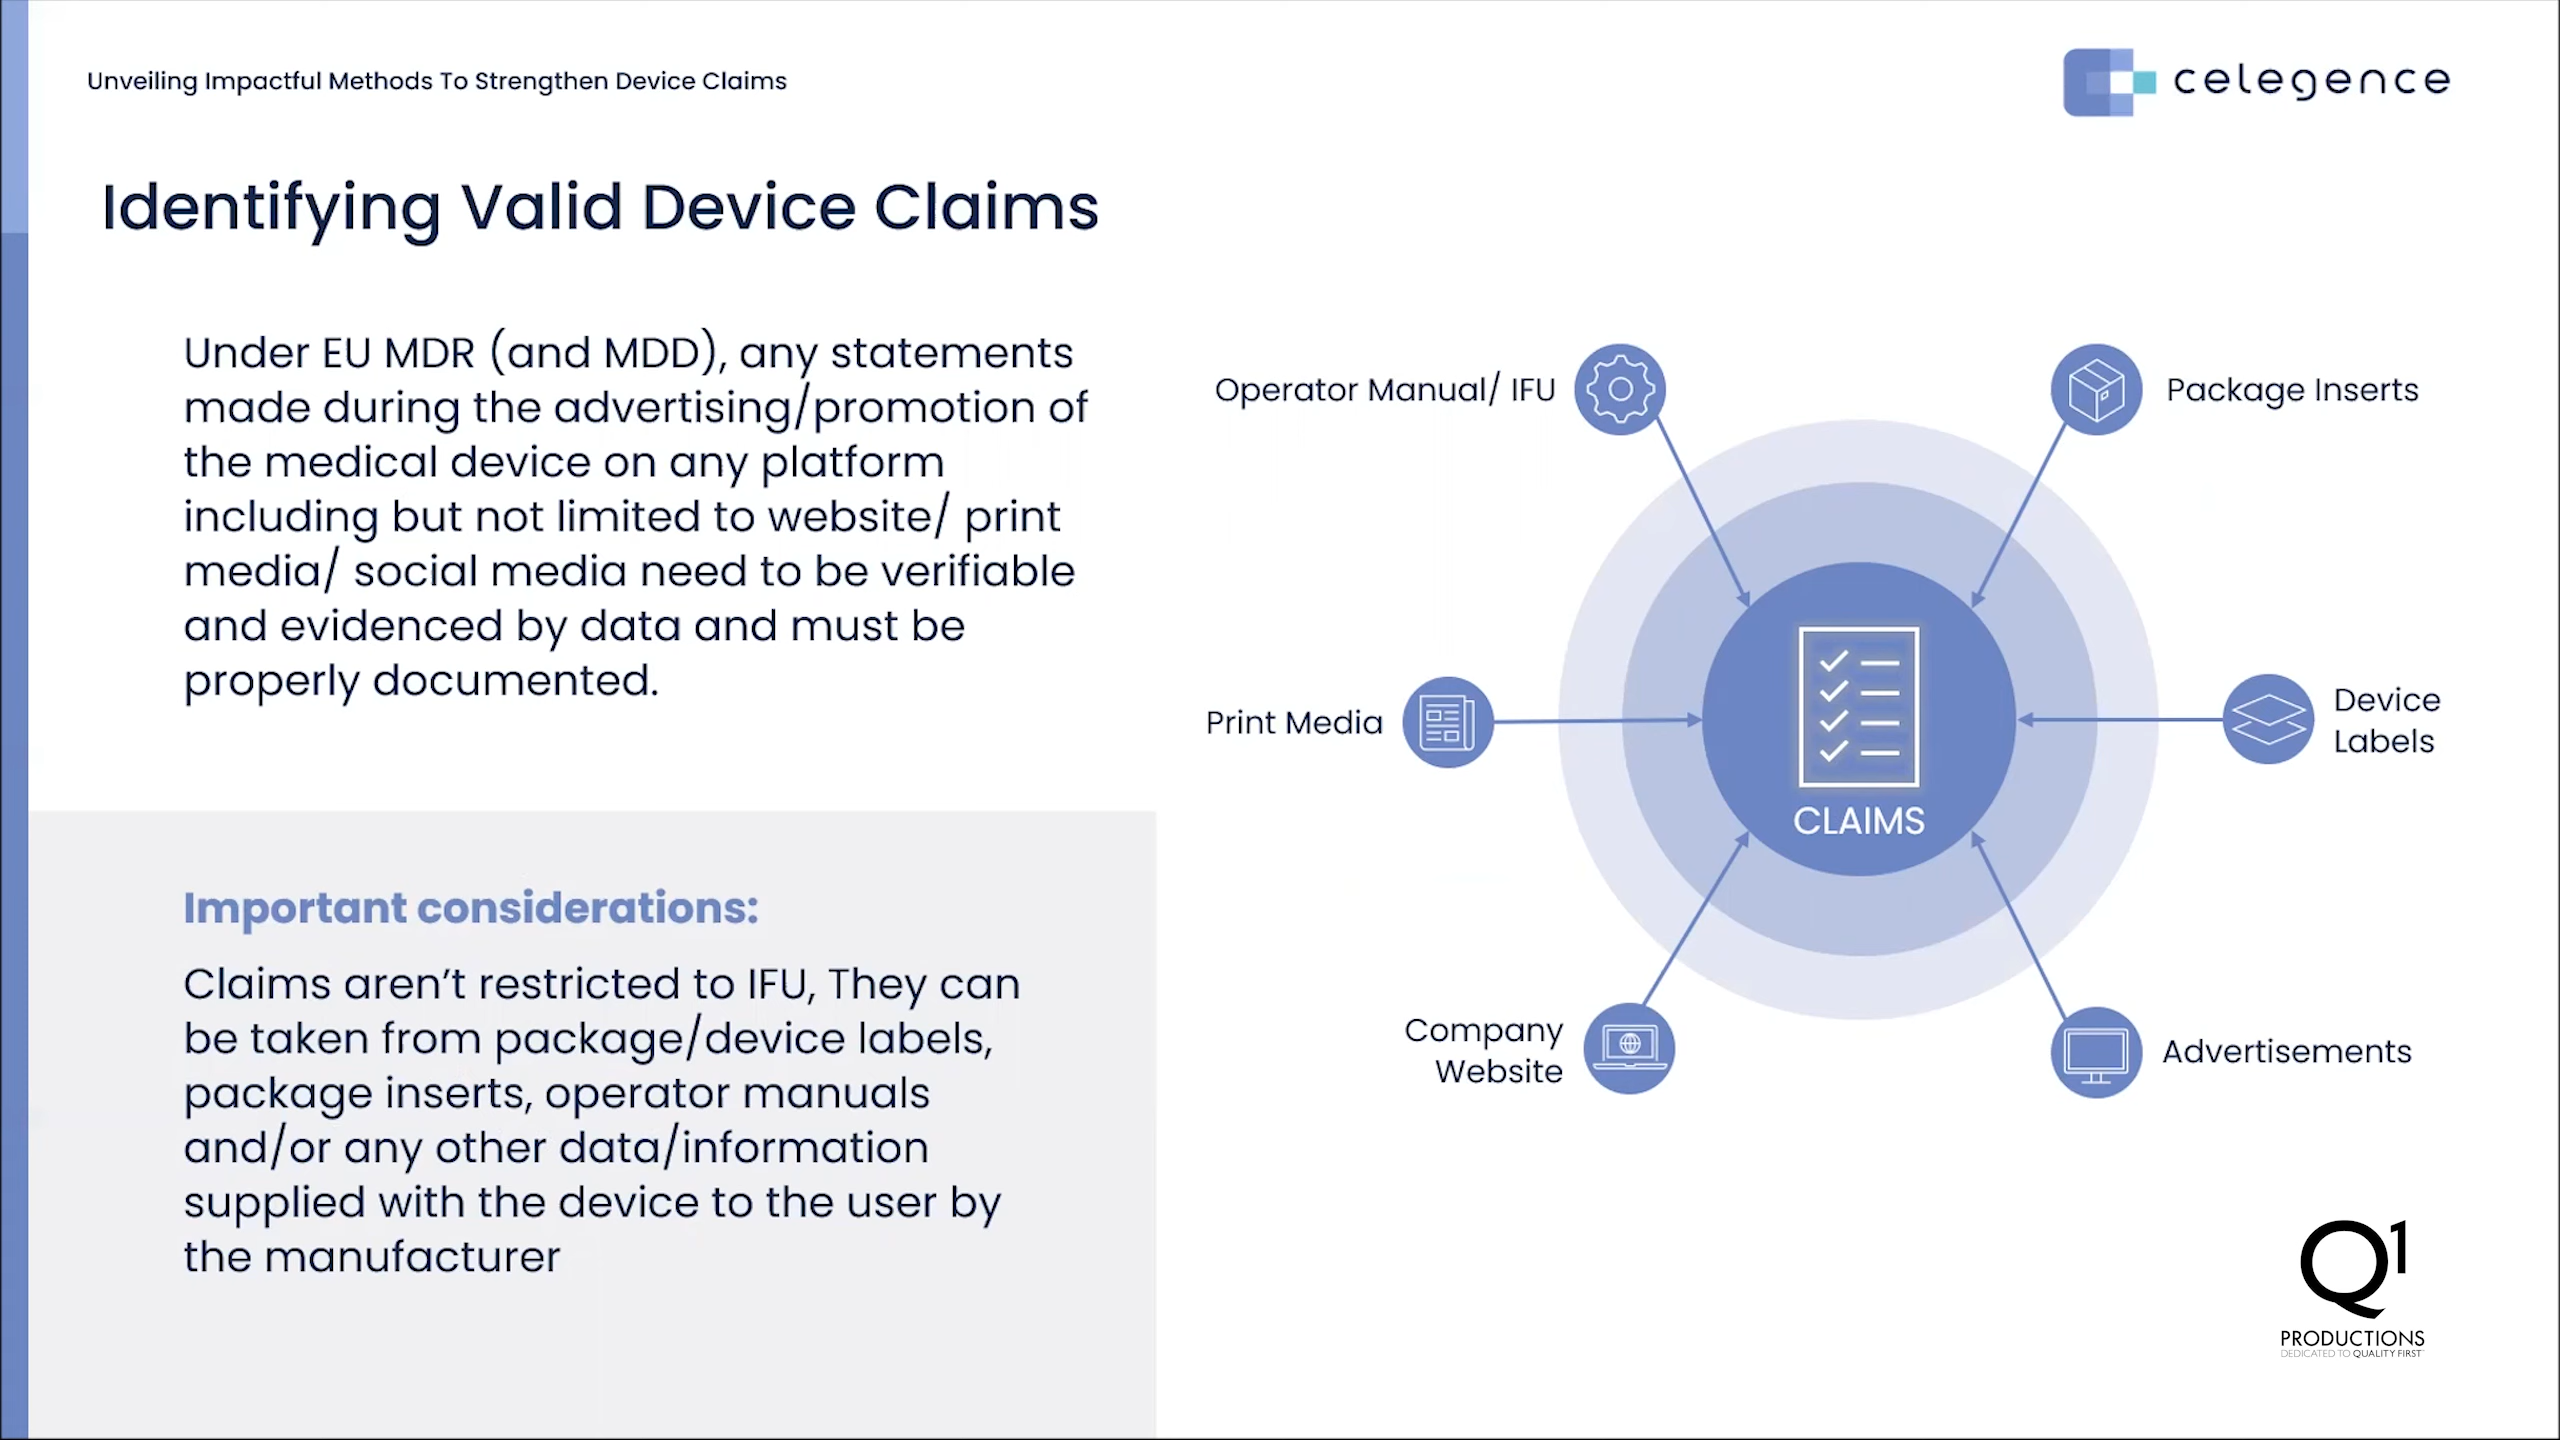 Unveiling Impactful Methods To Strengthen Device Claims
celegence
Identifying Valid Device Claims
Under EU MDR (and MDD), any statements
made during the advertising/promotion of
the medical device on any platform
including but not limited to website/ print
media/ social media need to be verifiable
and evidenced by data and must be
properly documented.
Important considerations:
Claims aren’t restricted to IFU, They can
be taken from package/device labels,
package inserts, operator manuals
and/or any other data/information
supplied with the device to the user by
the manufacturer
Operator Manual/ IFU
Package Inserts
Print Media
Device
Labels
CLAIMS
Company
Website
Advertisements
Q1
PRODUCTIONS
DEDICATED TO QUALITY FIRST